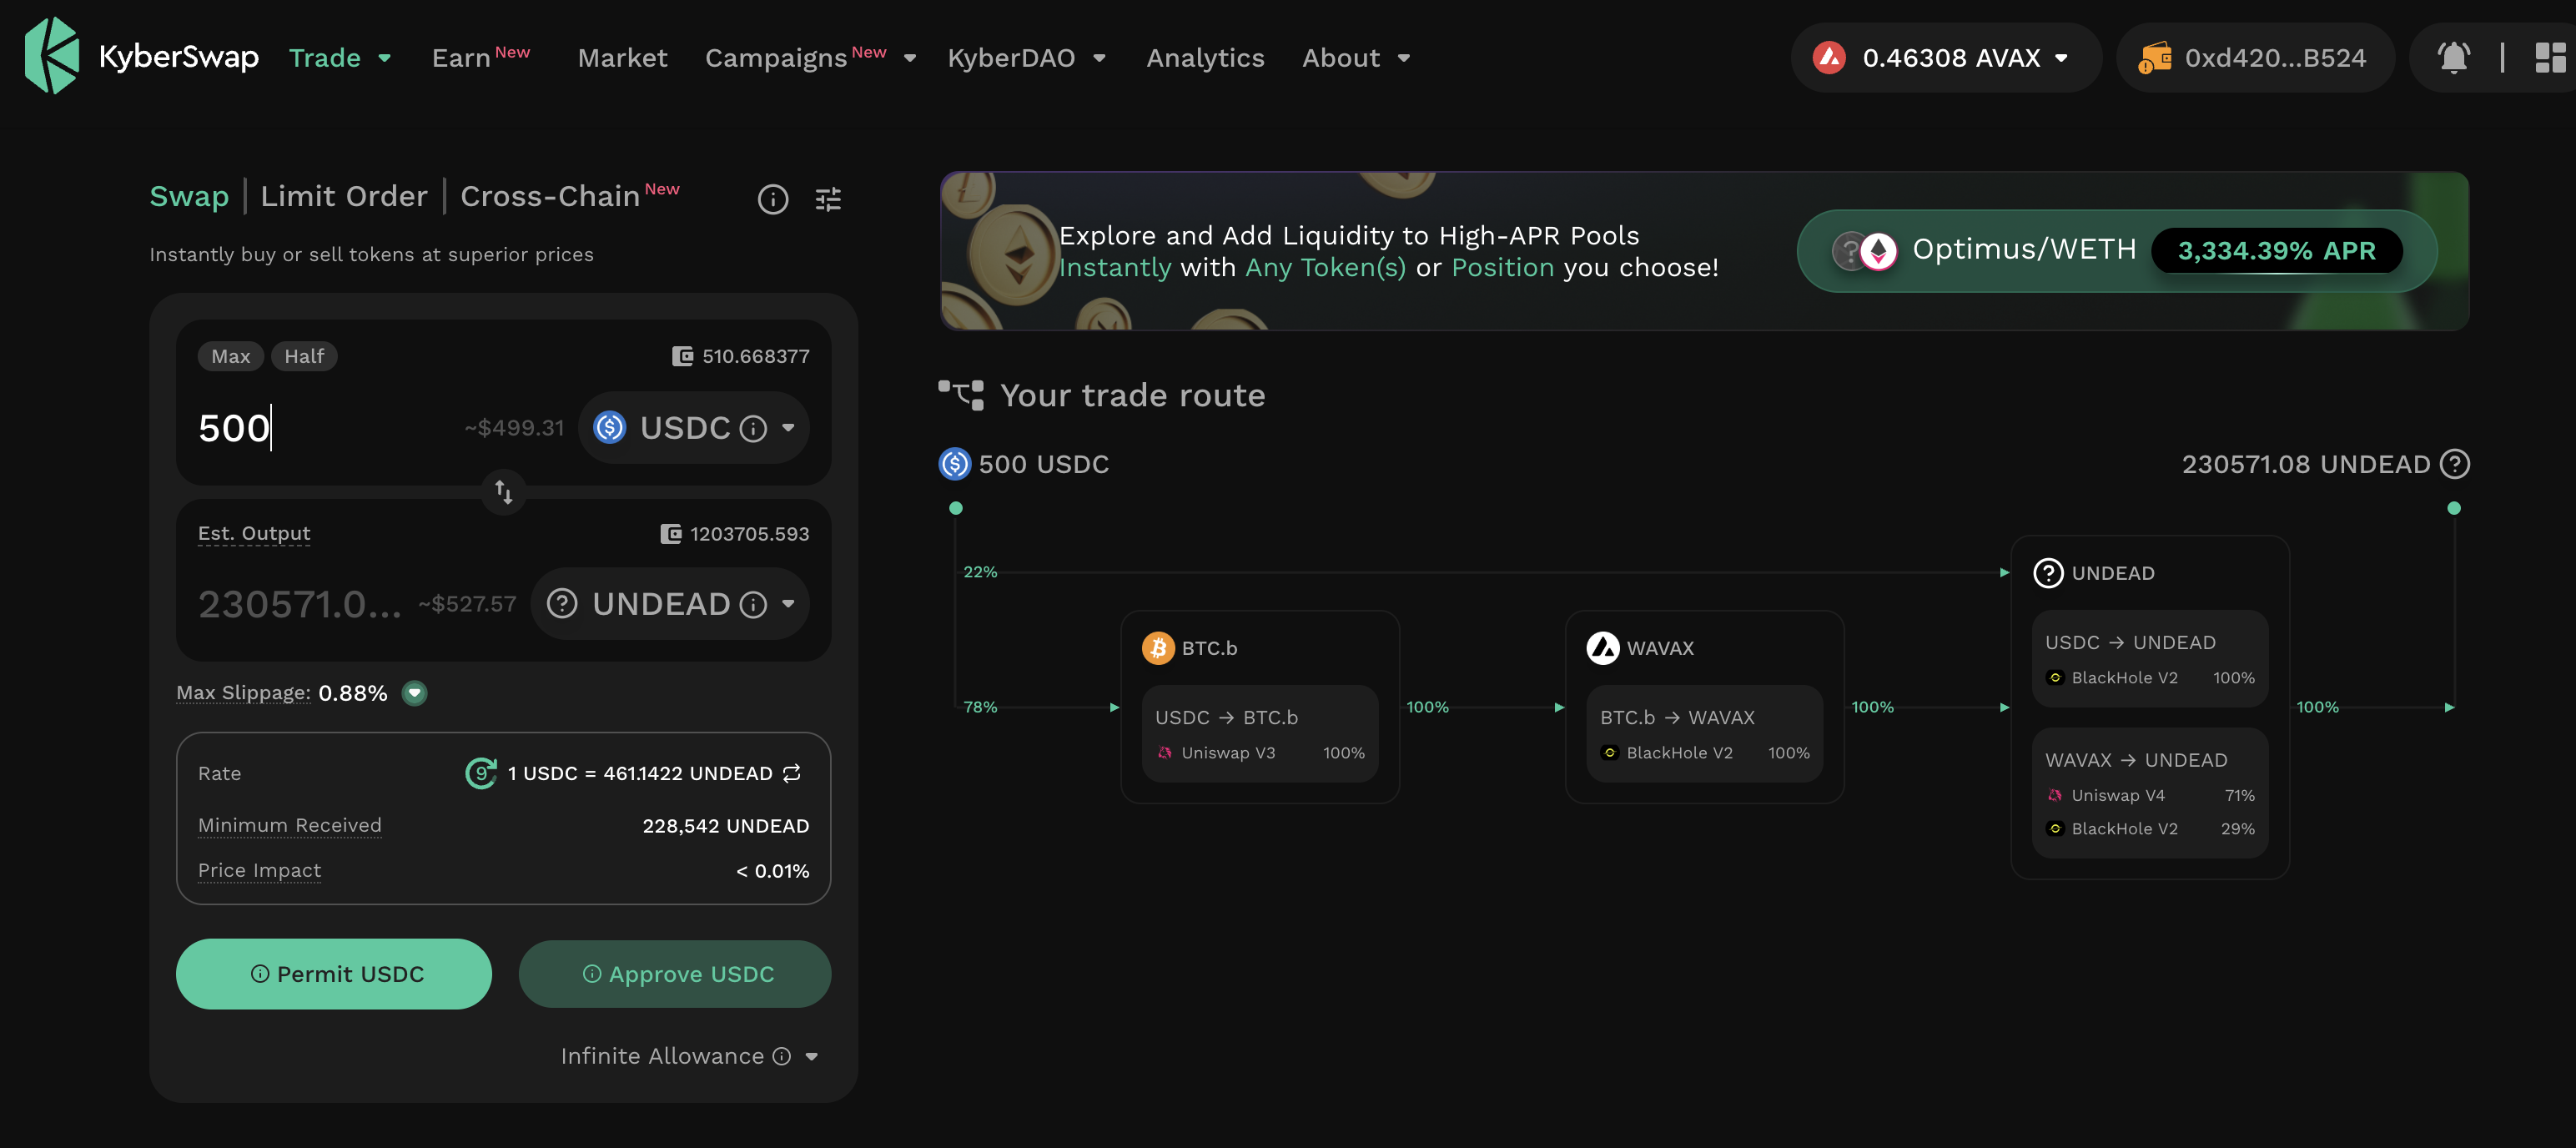 KyberSwap Trade Earn New Market Campaigns New KyberDAO Analytics About 0.46308 AVAX 0xd420...B524
Swap | Limit Order | Cross-Chain New
Instantly buy or sell tokens at superior prices
Max Half 510.668377
500 ~$499.31 USDC
Est. Output 1203705.593
230571.0... ~$527.57 UNDEAD
Max Slippage: 0.88%
Rate 9 1 USDC = 461.1422 UNDEAD
Minimum Received 228,542 UNDEAD
Price Impact < 0.01%
Permit USDC Approve USDC
Infinite Allowance
Explore and Add Liquidity to High-APR Pools
Instantly with Any Token(s) or Position you choose!
Optimus/WETH 3,334.39% APR
Your trade route
500 USDC 230571.08 UNDEAD
22%
78%
BTC.b
USDC → BTC.b
Uniswap V3 100%
100%
WAVAX
BTC.b → WAVAX
BlackHole V2 100%
100%
UNDEAD
USDC → UNDEAD
BlackHole V2 100%
WAVAX → UNDEAD
Uniswap V4 71%
BlackHole V2 29%
100%